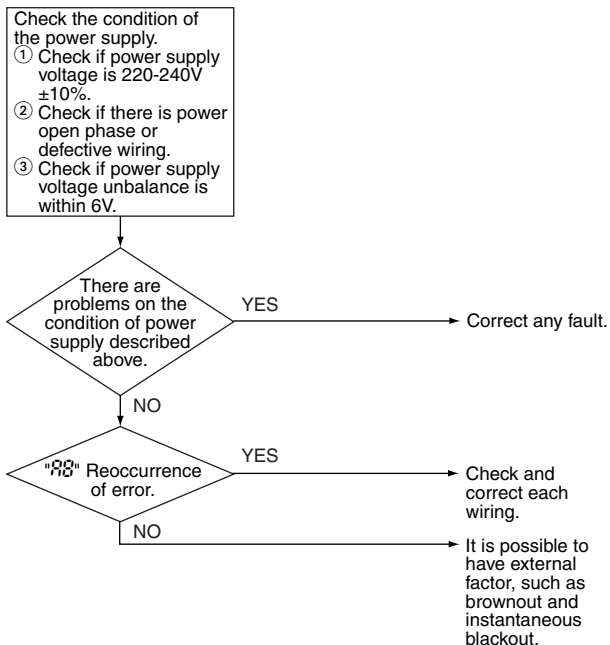 Check the condition of
the power supply.
① Check if power supply
voltage is 220-240V
±10%.
② Check if there is power
open phase or
defective wiring.
③ Check if power supply
voltage unbalance is
within 6V.
There are
problems on the
condition of power
supply described
above.
YES
Correct any fault.
NO
"A8" Reoccurrence
of error.
YES
Check and
correct each
wiring.
NO
It is possible to
have external
factor, such as
brownout and
instantaneous
blackout.